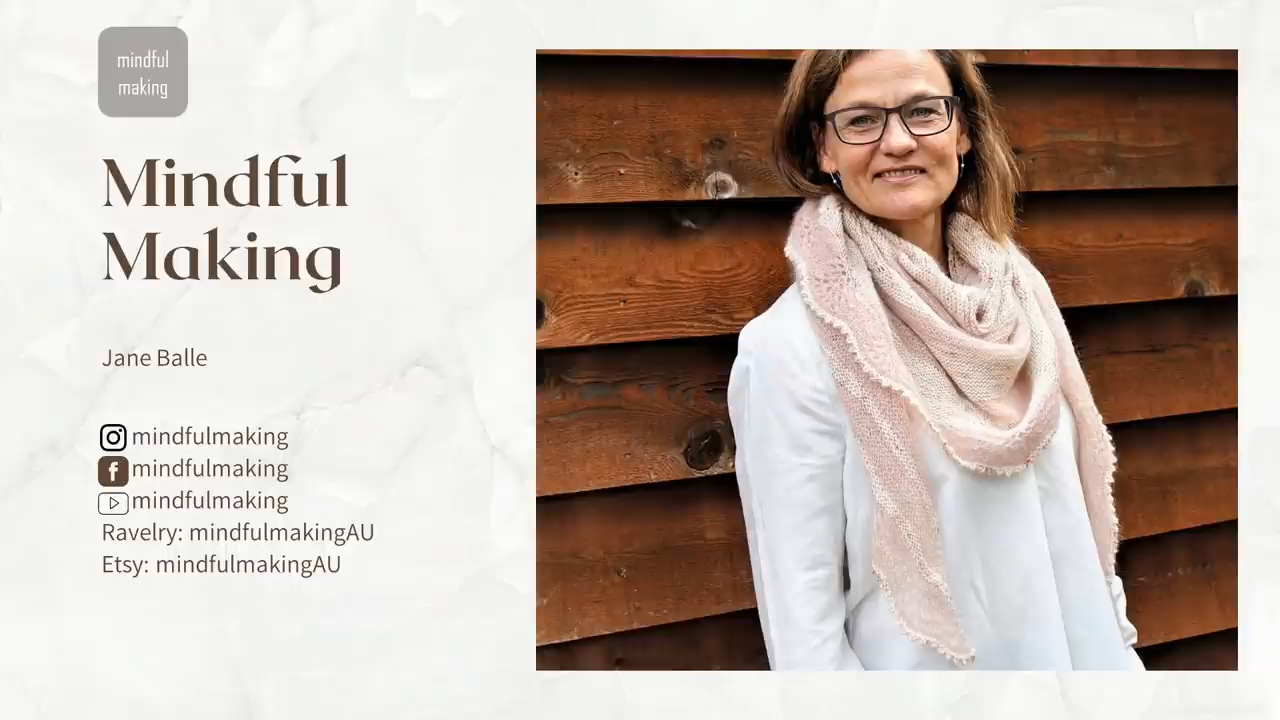 mindful
making
Mindful
Making
Jane Balle
mindfulmaking
mindfulmaking
mindfulmaking
Ravelry: mindfulmakingAU
Etsy: mindfulmakingAU